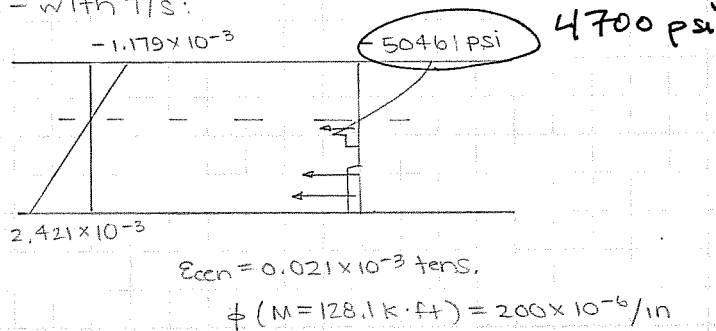 - with T/S:
4700 psi
-1.179 × 10⁻³
-50461 psi
2.421 × 10⁻³
εcen = 0.021 × 10⁻³ tens.
ϕ (M = 128.1 k·ft) = 200 × 10⁻⁶/in